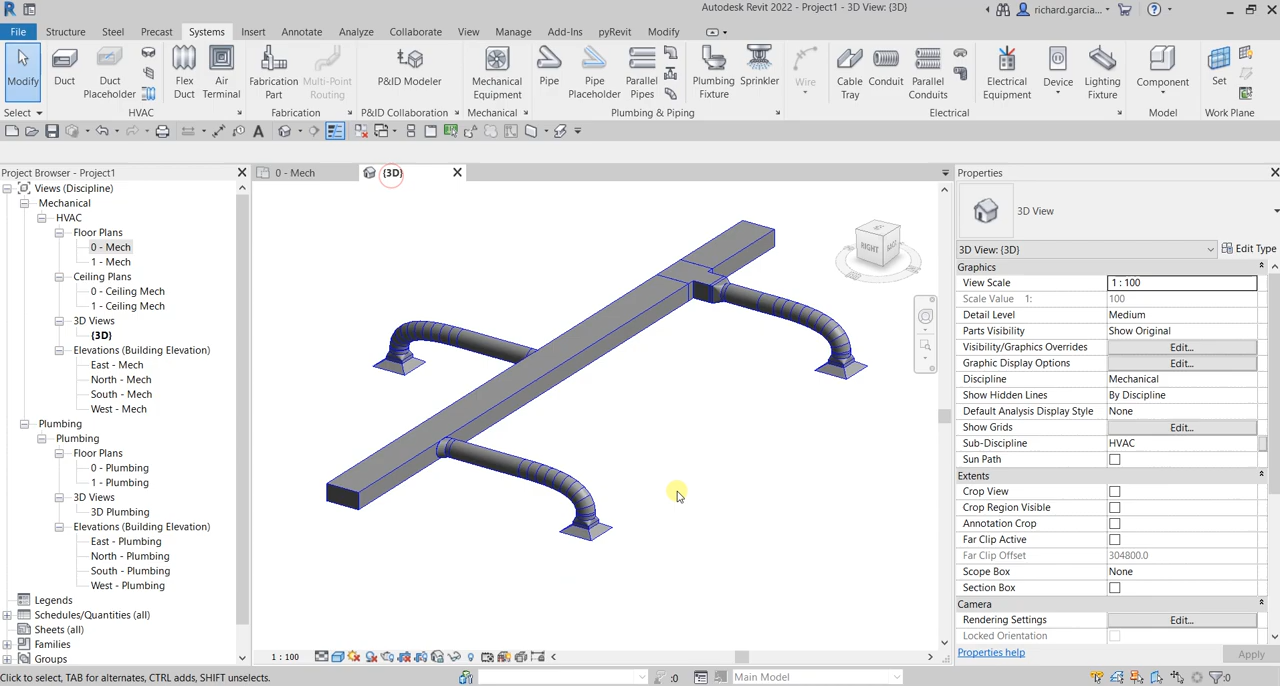 Autodesk Revit 2022 - Project1 - 3D View: {3D}
richard.garcia...
File Structure Steel Precast Systems Insert Annotate Analyze Collaborate View Manage Add-Ins pyRevit Modify
Modify Duct Duct Placeholder Flex Duct Air Terminal Fabrication Part Multi-Point Routing P&ID Modeler Mechanical Equipment Pipe Pipe Placeholder Parallel Pipes Plumbing Fixture Sprinkler Wire Cable Tray Conduit Parallel Conduits Electrical Equipment Device Lighting Fixture Component Set
Select HVAC Fabrication P&ID Collaboration Mechanical Plumbing & Piping Electrical Model Work Plane
Project Browser - Project1
0 - Mech {3D}
Properties
Views (Discipline)
Mechanical
HVAC
Floor Plans
0 - Mech
1 - Mech
Ceiling Plans
0 - Ceiling Mech
1 - Ceiling Mech
3D Views
{3D}
Elevations (Building Elevation)
East - Mech
North - Mech
South - Mech
West - Mech
Plumbing
Plumbing
Floor Plans
0 - Plumbing
1 - Plumbing
3D Views
3D Plumbing
Elevations (Building Elevation)
East - Plumbing
North - Plumbing
South - Plumbing
West - Plumbing
Legends
Schedules/Quantities (all)
Sheets (all)
Families
Groups
RIGHT
3D View
3D View: {3D} Edit Type
Graphics
View Scale 1 : 100
Scale Value 1: 100
Detail Level Medium
Parts Visibility Show Original
Visibility/Graphics Overrides Edit...
Graphic Display Options Edit...
Discipline Mechanical
Show Hidden Lines By Discipline
Default Analysis Display Style None
Show Grids Edit...
Sub-Discipline HVAC
Sun Path
Extents
Crop View
Crop Region Visible
Annotation Crop
Far Clip Active
Far Clip Offset 304800.0
Scope Box None
Section Box
Camera
Rendering Settings Edit...
Locked Orientation
Properties help Apply
1 : 100
Click to select, TAB for alternates, CTRL adds, SHIFT unselects.
:0
Main Model
:0